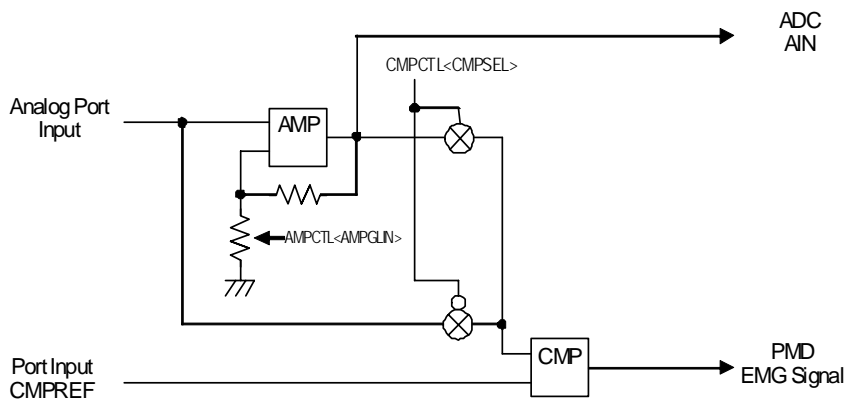 ADC
AIN
CMPCTL<CMPSEL>
Analog Port
Input
AMP
AMPCTL<AMPGLIN>
CMP
Port Input
CMPREF
PMD
EMG Signal